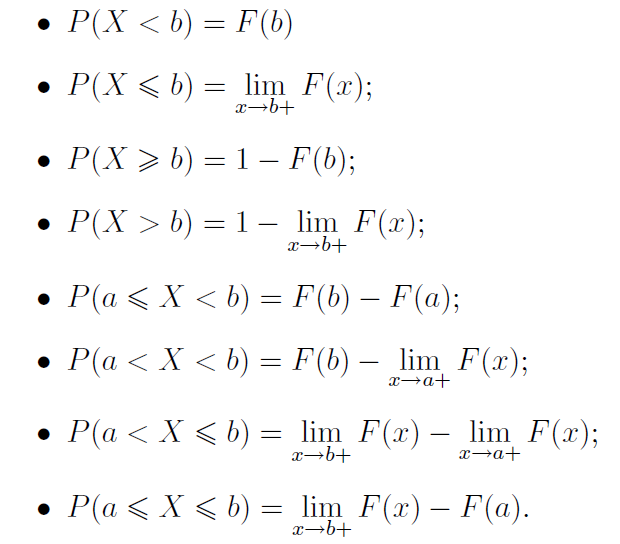 • P(X < b) = F(b)
• P(X ⩽ b) = lim_{x→b+} F(x);
• P(X ⩾ b) = 1 − F(b);
• P(X > b) = 1 − lim_{x→b+} F(x);
• P(a ⩽ X < b) = F(b) − F(a);
• P(a < X < b) = F(b) − lim_{x→a+} F(x);
• P(a < X ⩽ b) = lim_{x→b+} F(x) − lim_{x→a+} F(x);
• P(a ⩽ X ⩽ b) = lim_{x→b+} F(x) − F(a).